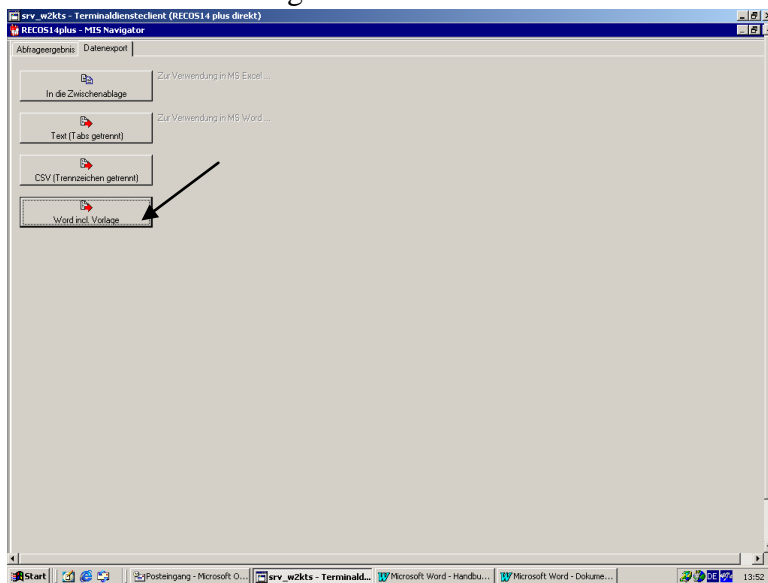 srv_w2kts - Terminaldiensteclient (RECOS14 plus direkt)
RECOS14plus - MIS Navigator
Abfrageergebnis Datenexport
In die Zwischenablage
Zur Verwendung in MS Excel ...
Text (Tabs getrennt)
Zur Verwendung in MS Word ...
CSV (Trennzeichen getrennt)
Word incl. Vorlage
Start Posteingang - Microsoft O... srv_w2kts - Terminald... Microsoft Word - Handbu... Microsoft Word - Dokume... DE 13:52